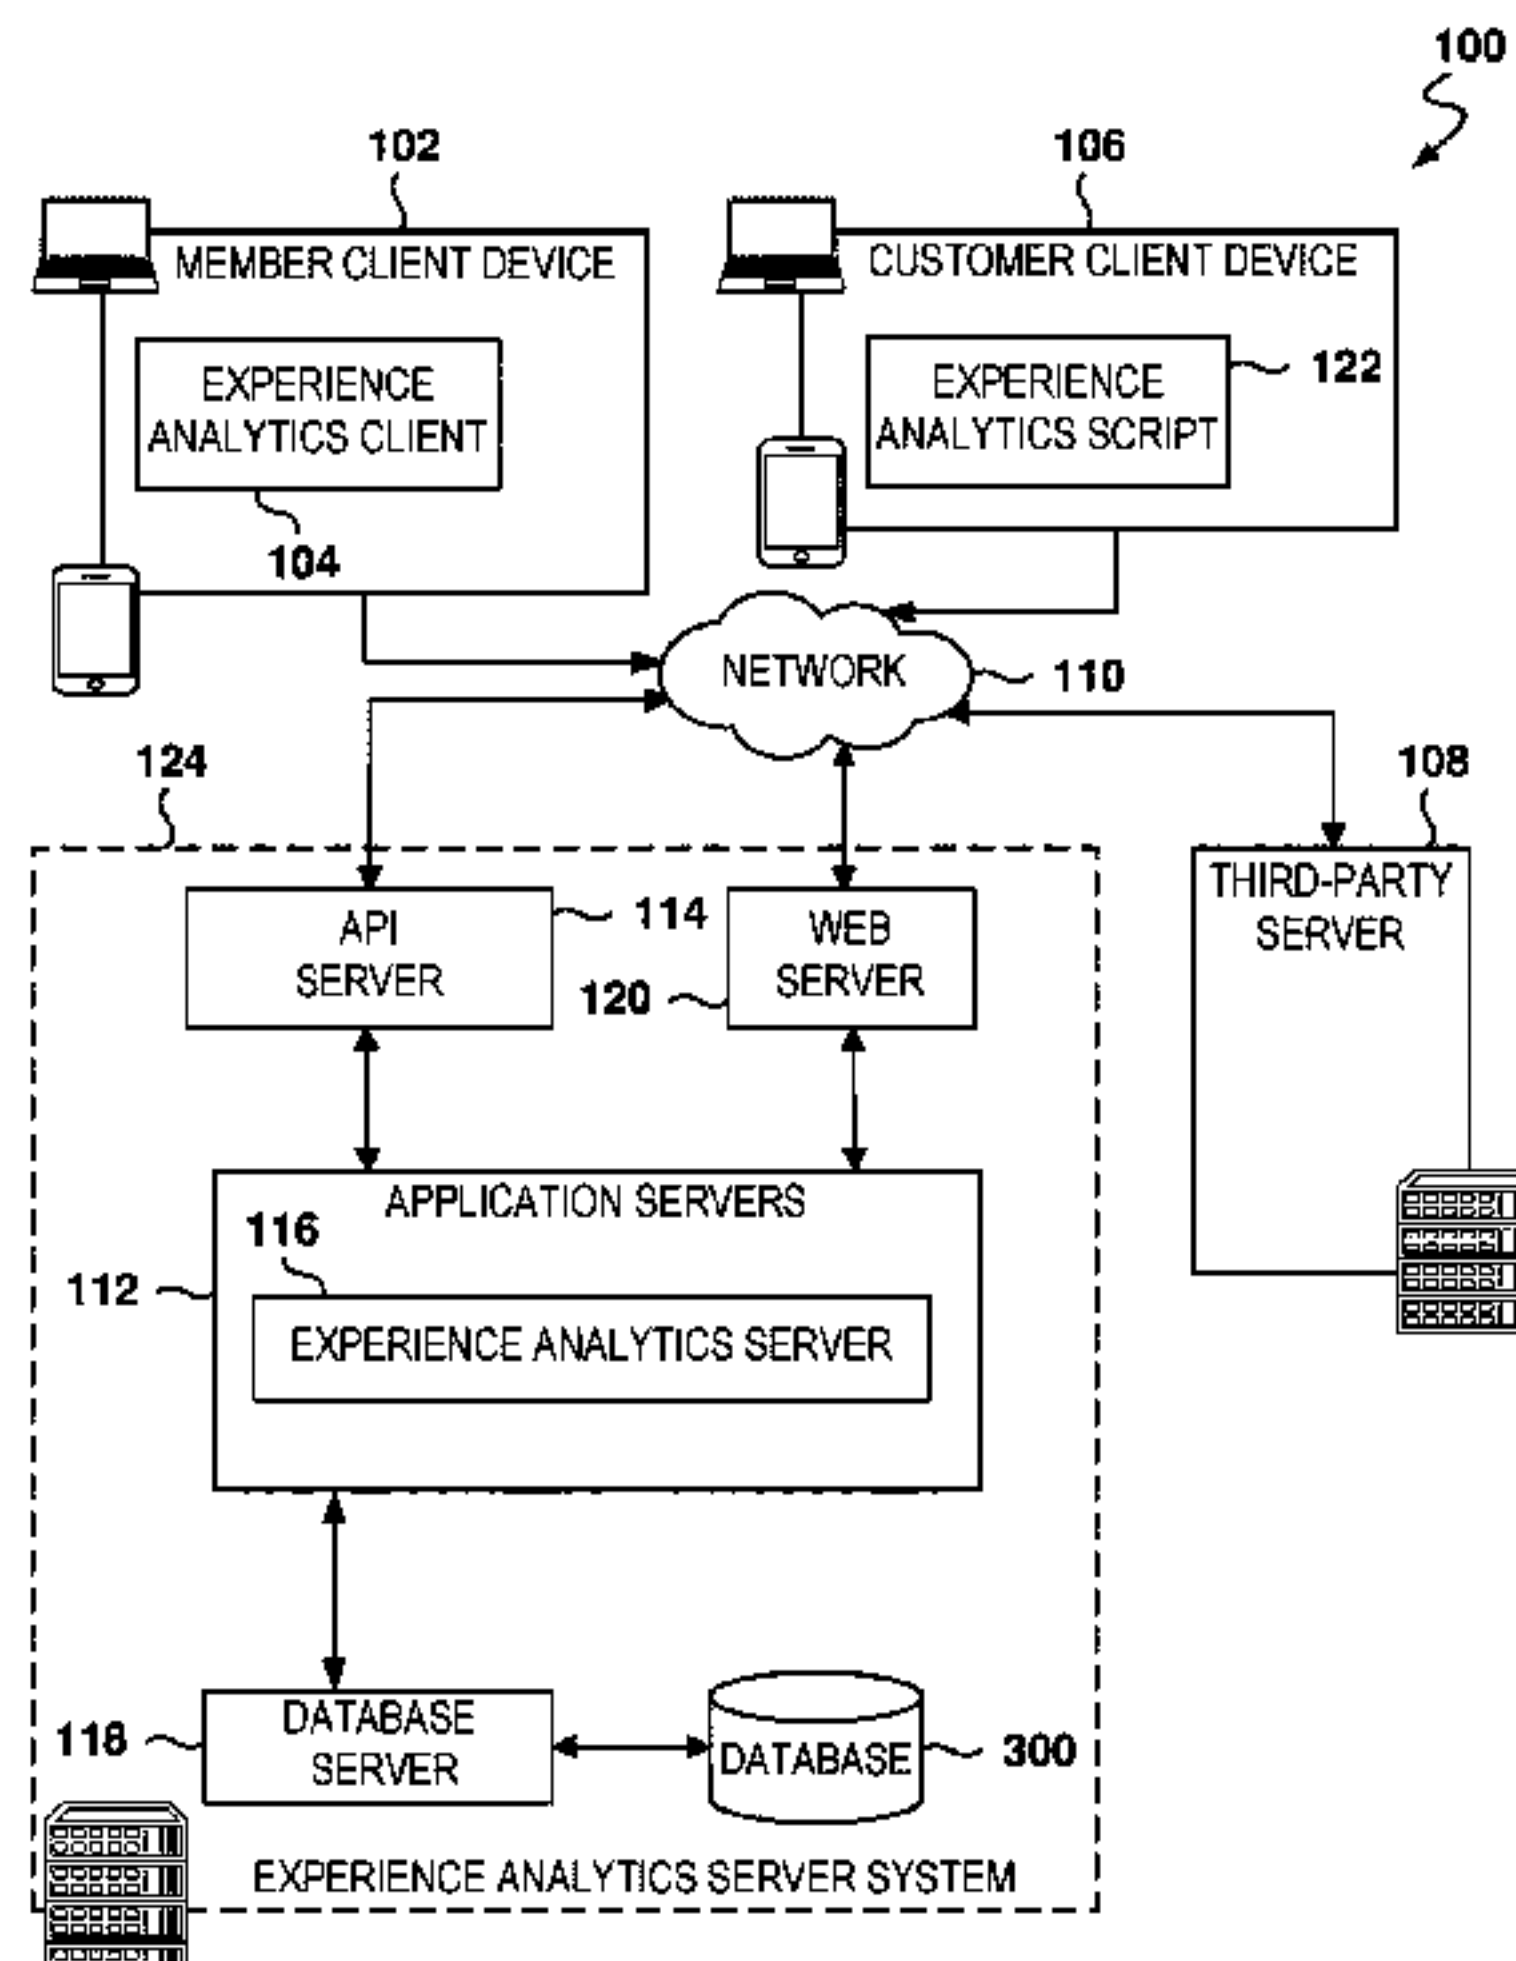 100
102
106
MEMBER CLIENT DEVICE
CUSTOMER CLIENT DEVICE
EXPERIENCE
ANALYTICS CLIENT
EXPERIENCE
ANALYTICS SCRIPT
122
104
NETWORK
110
124
108
API
SERVER
114
WEB
SERVER
120
THIRD-PARTY
SERVER
APPLICATION SERVERS
116
112
EXPERIENCE ANALYTICS SERVER
DATABASE
SERVER
118
DATABASE
300
EXPERIENCE ANALYTICS SERVER SYSTEM